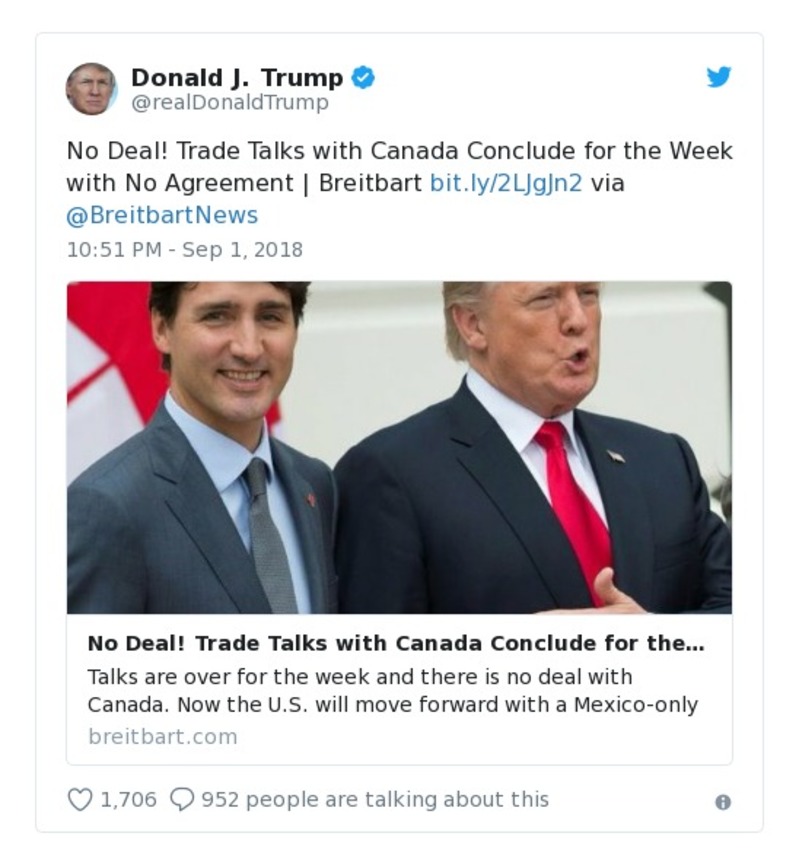 Donald J. Trump
@realDonaldTrump
No Deal! Trade Talks with Canada Conclude for the Week
with No Agreement | Breitbart bit.ly/2LJgJn2 via
@BreitbartNews
10:51 PM - Sep 1, 2018
No Deal! Trade Talks with Canada Conclude for the…
Talks are over for the week and there is no deal with
Canada. Now the U.S. will move forward with a Mexico-only
breitbart.com
1,706 952 people are talking about this